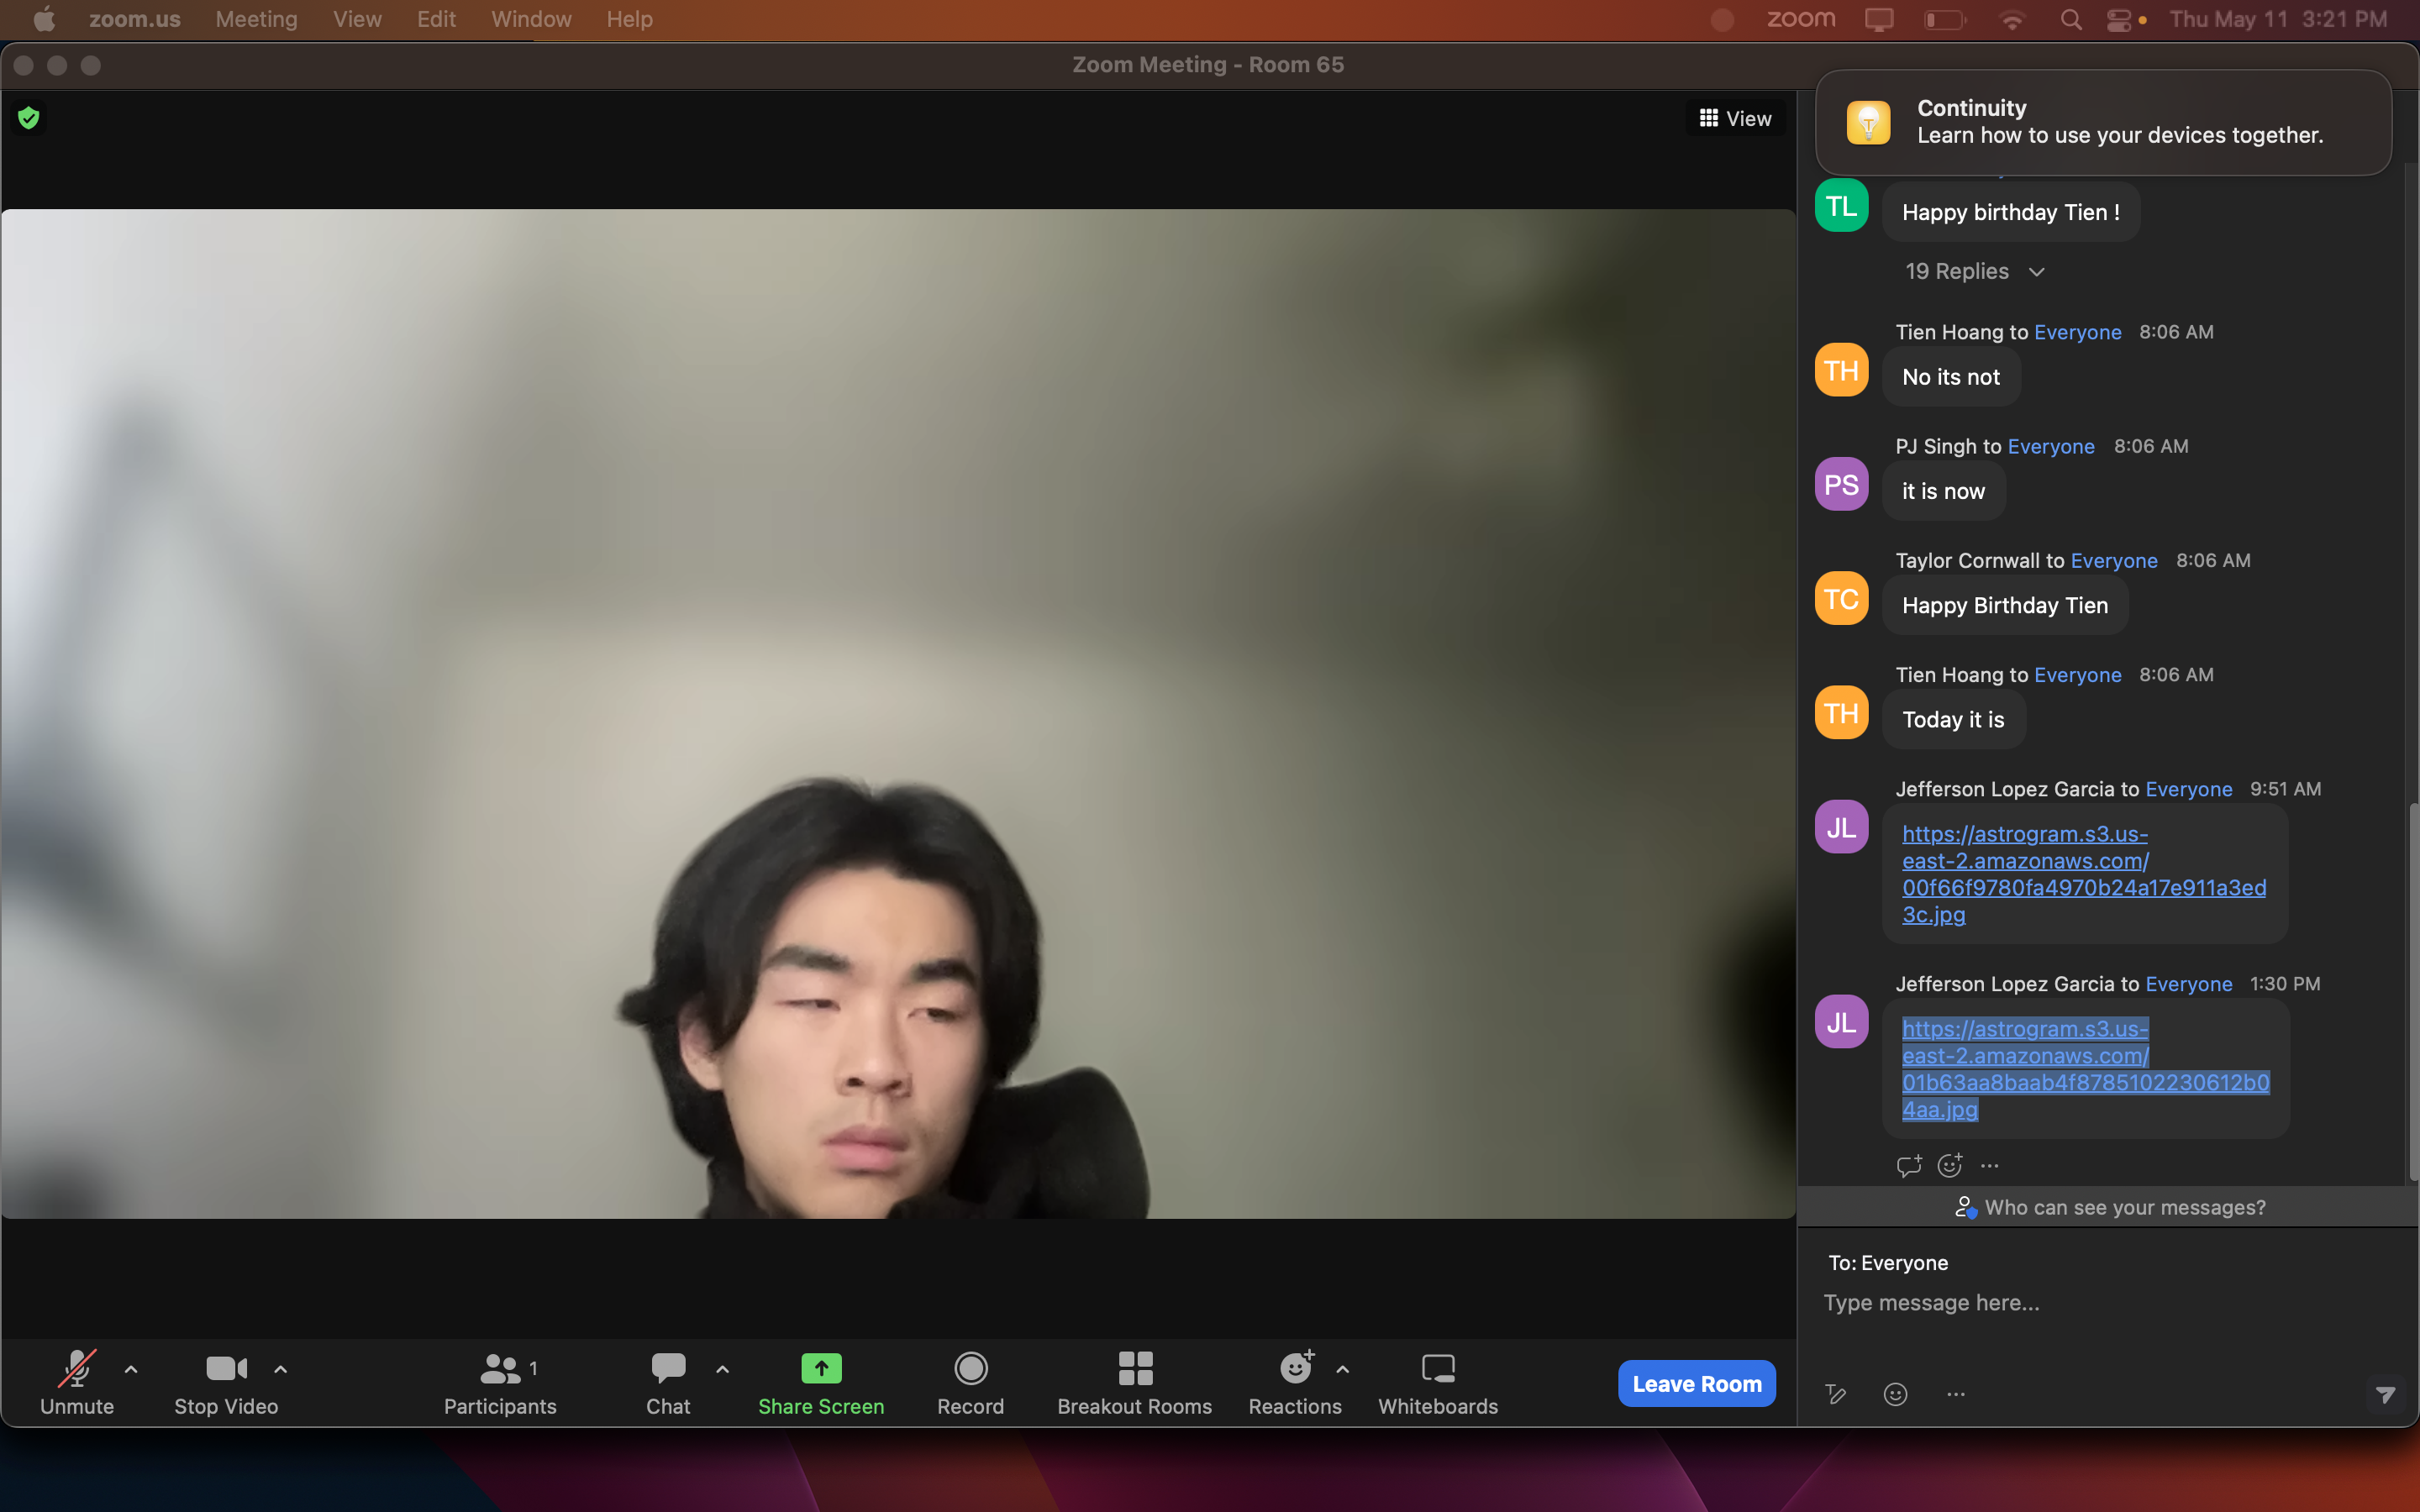 zoom.us Meeting View Edit Window Help
zoom Thu May 11 3:21 PM
Zoom Meeting - Room 65
View
Continuity
Learn how to use your devices together.
TL
Happy birthday Tien !
19 Replies
Tien Hoang to Everyone 8:06 AM
TH
No its not
PJ Singh to Everyone 8:06 AM
PS
it is now
Taylor Cornwall to Everyone 8:06 AM
TC
Happy Birthday Tien
Tien Hoang to Everyone 8:06 AM
TH
Today it is
Jefferson Lopez Garcia to Everyone 9:51 AM
JL
https://astrogram.s3.us-
east-2.amazonaws.com/
00f66f9780fa4970b24a17e911a3ed
3c.jpg
Jefferson Lopez Garcia to Everyone 1:30 PM
JL
https://astrogram.s3.us-
east-2.amazonaws.com/
01b63aa8baab4f8785102230612b0
4aa.jpg
Who can see your messages?
To: Everyone
Type message here...
1
Unmute Stop Video Participants Chat Share Screen Record Breakout Rooms Reactions Whiteboards
Leave Room